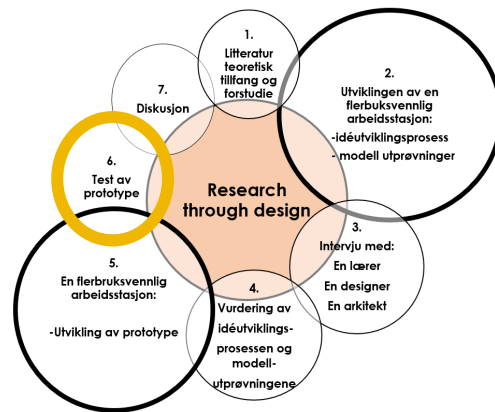 Research
through design
1.
Litteratur
teoretisk
tillfang og
forstudie
2.
Utviklingen av en
flerbruksvennlig
arbeidsstasjon:
-idéutviklingsprosess
- modell utprøvninger
3.
Intervju med:
En lærer
En designer
En arkitekt
4.
Vurdering av
idéutviklings-
prosessen og
modell-
utprøvningene
5.
En flerbruksvennlig
arbeidsstasjon:
-Utvikling av prototype
6.
Test av
prototype
7.
Diskusjon